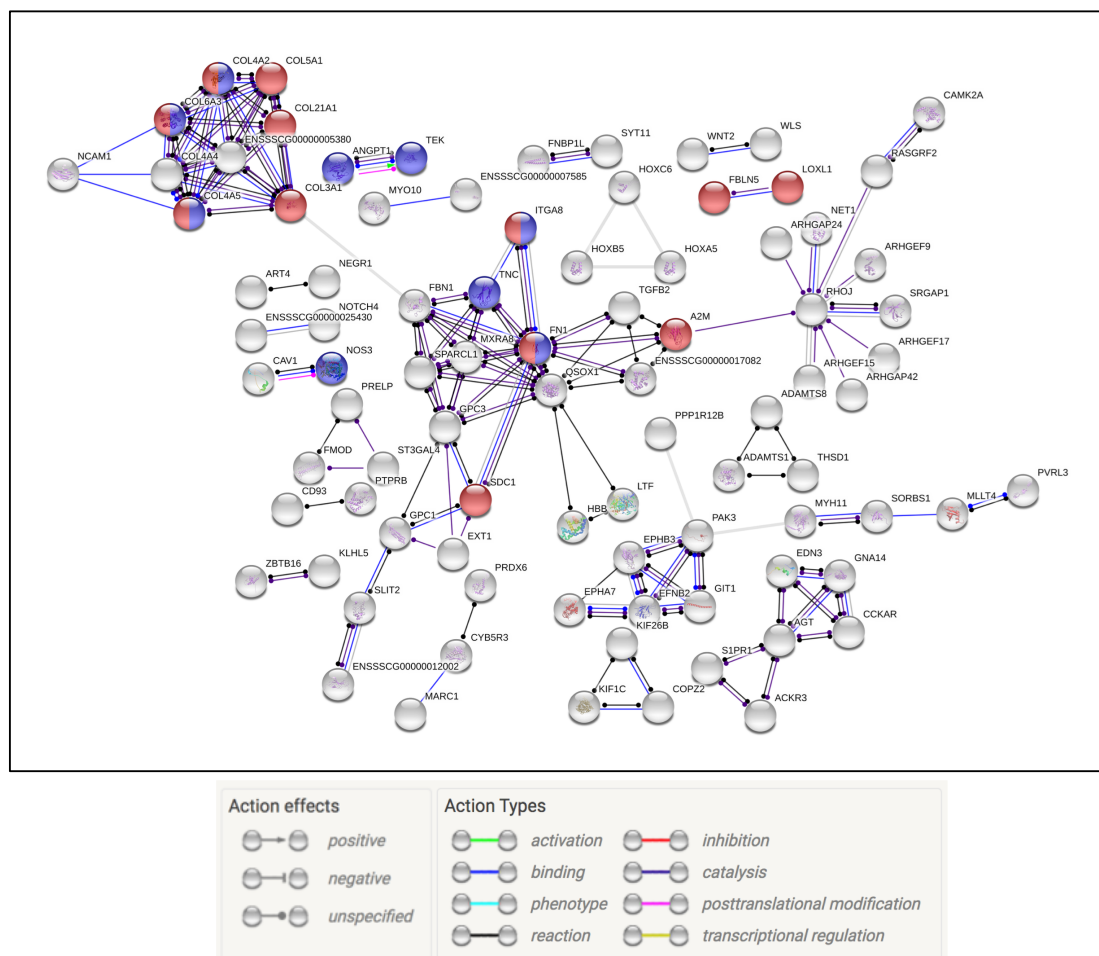 COL4A2
COL5A1
COL6A3
COL21A1
ENSSSCG00000005380
NCAM1
COL4A4
COL4A5
COL3A1
ANGPT1
TEK
MYO10
ENSSSCG00000007585
FNBP1L
SYT11
WNT2
WLS
CAMK2A
RASGRF2
HOXC6
HOXB5
HOXA5
FBLN5
LOXL1
ITGA8
NET1
ARHGAP24
ARHGEF9
RHOJ
SRGAP1
ARHGEF17
ARHGEF15
ARHGAP42
ADAMTS8
ART4
NEGR1
NOTCH4
ENSSSCG00000025430
CAV1
NOS3
FBN1
TNC
TGFB2
MXRA8
FN1
A2M
SPARCL1
ENSSSCG00000017082
QSOX1
PRELP
GPC3
FMOD
ST3GAL4
PPP1R12B
ADAMTS1
THSD1
CD93
PTPRB
SDC1
LTF
HBB
GPC1
EXT1
PAK3
MYH11
SORBS1
MLLT4
PVRL3
ZBTB16
KLHL5
SLIT2
PRDX6
EPHB3
EPHA7
EFNB2
GIT1
KIF26B
EDN3
GNA14
CCKAR
AGT
S1PR1
ACKR3
CYB5R3
ENSSSCG00000012002
MARC1
KIF1C
COPZ2
Action effects
positive
negative
unspecified
Action Types
activation
inhibition
binding
catalysis
phenotype
posttranslational modification
reaction
transcriptional regulation